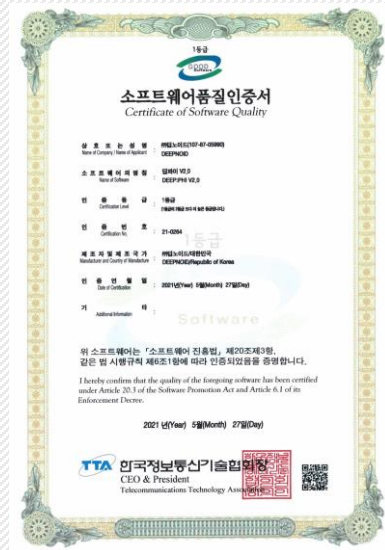 1등급
GOOD
Software
소프트웨어품질인증서
Certificate of Software Quality
상 호 또 는 성 명 : ㈜딥노이드(107-87-05990)
Name of Company / Name of Applicant DEEPNOID
소 프 트 웨 어 의 명 칭 : 딥파이 V2.0
Name of Software DEEP:PHI V2.0
인 증 등 급 : 1등급
Certification Level
인 증 번 호 : 21-0264
Certification No.
1등급
제 조 자 및 제 조 국 가 : ㈜딥노이드/대한민국
Manufacture and Country of Manufacture DEEPNOID/Republic of Korea
인 증 연 월 일 : 2021년(Year) 5월(Month) 27일(Day)
Date of Certification
기 타 :
Additional Information
Software
위 소프트웨어는 「소프트웨어 진흥법」 제20조제3항,
같은 법 시행규칙 제6조1항에 따라 인증되었음을 증명합니다.
I hereby confirm that the quality of the foregoing software has been certified
under Article 20.3 of the Software Promotion Act and Article 6.1 of its
Enforcement Decree.
2021 년(Year) 5월(Month) 27일(Day)
TTA 한국정보통신기술협회장
CEO & President
Telecommunications Technology Association